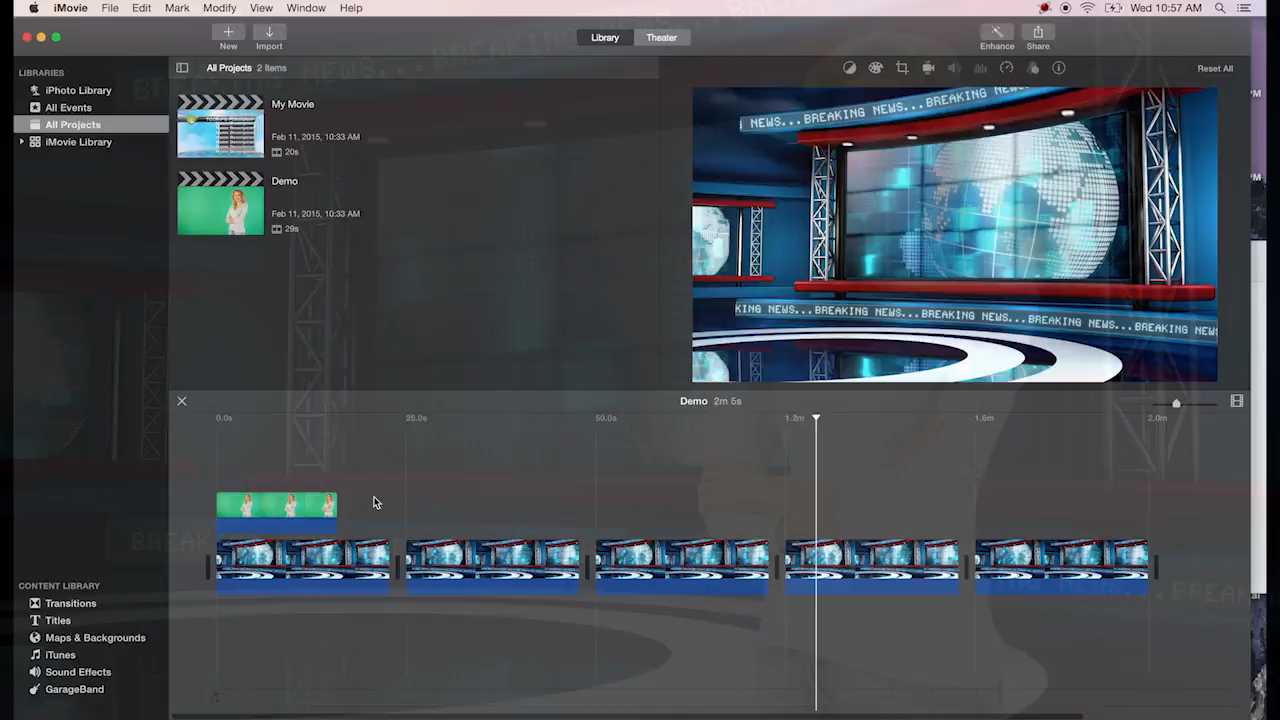 iMovie File Edit Mark Modify View Window Help
Wed 10:57 AM
New Import
Library Theater
Enhance Share
LIBRARIES
iPhoto Library
All Events
All Projects
iMovie Library
All Projects 2 Items
Reset All
My Movie
Feb 11, 2015, 10:33 AM
20s
Demo
Feb 11, 2015, 10:33 AM
29s
NEWS...BREAKING NEWS...BREAKING
KING NEWS...BREAKING NEWS...BREAKING NEWS...BREAKING NEWS
Demo 2m 5s
0.0s 25.0s 50.0s 1.2m 1.6m 2.0m
CONTENT LIBRARY
Transitions
Titles
Maps & Backgrounds
iTunes
Sound Effects
GarageBand